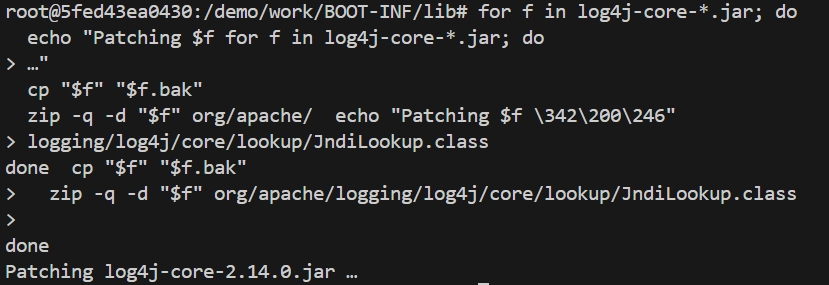 root@5fed43ea0430:/demo/work/BOOT-INF/lib# for f in log4j-core-*.jar; do
  echo "Patching $f for f in log4j-core-*.jar; do
> …"
  cp "$f" "$f.bak"
  zip -q -d "$f" org/apache/  echo "Patching $f \342\200\246"
> logging/log4j/core/lookup/JndiLookup.class
done  cp "$f" "$f.bak"
>   zip -q -d "$f" org/apache/logging/log4j/core/lookup/JndiLookup.class
>
done
Patching log4j-core-2.14.0.jar …